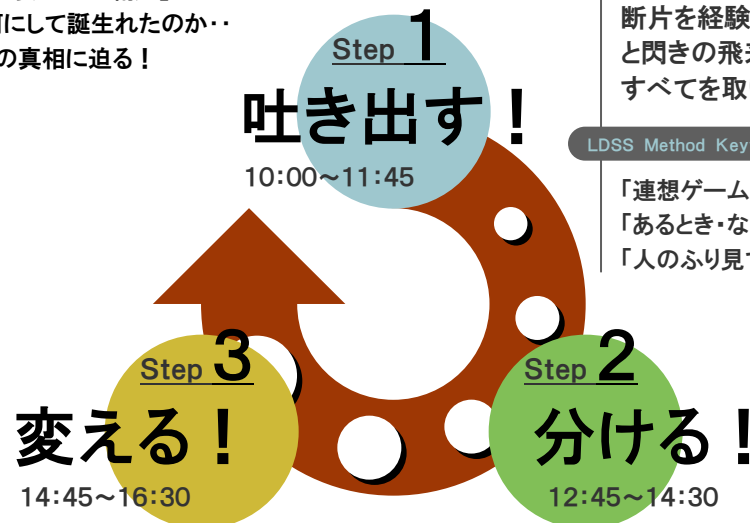 何にして誕生れたのか‥
の真相に迫る！
Step 1
吐き出す！
10:00～11:45
断片を経験
と閃きの飛
すべてを取
LDSS Method Key
「連想ゲーム
「あるとき・な
「人のふり見
Step 3
変える！
14:45～16:30
Step 2
分ける！
12:45～14:30